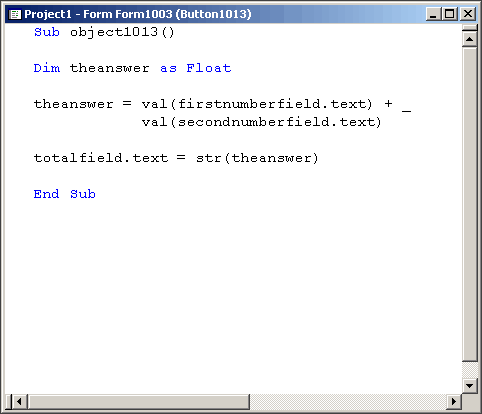 Project1 - Form Form1003 (Button1013)
Sub object1013()
Dim theanswer as Float
theanswer = val(firstnumberfield.text) + _
val(secondnumberfield.text)
totalfield.text = str(theanswer)
End Sub